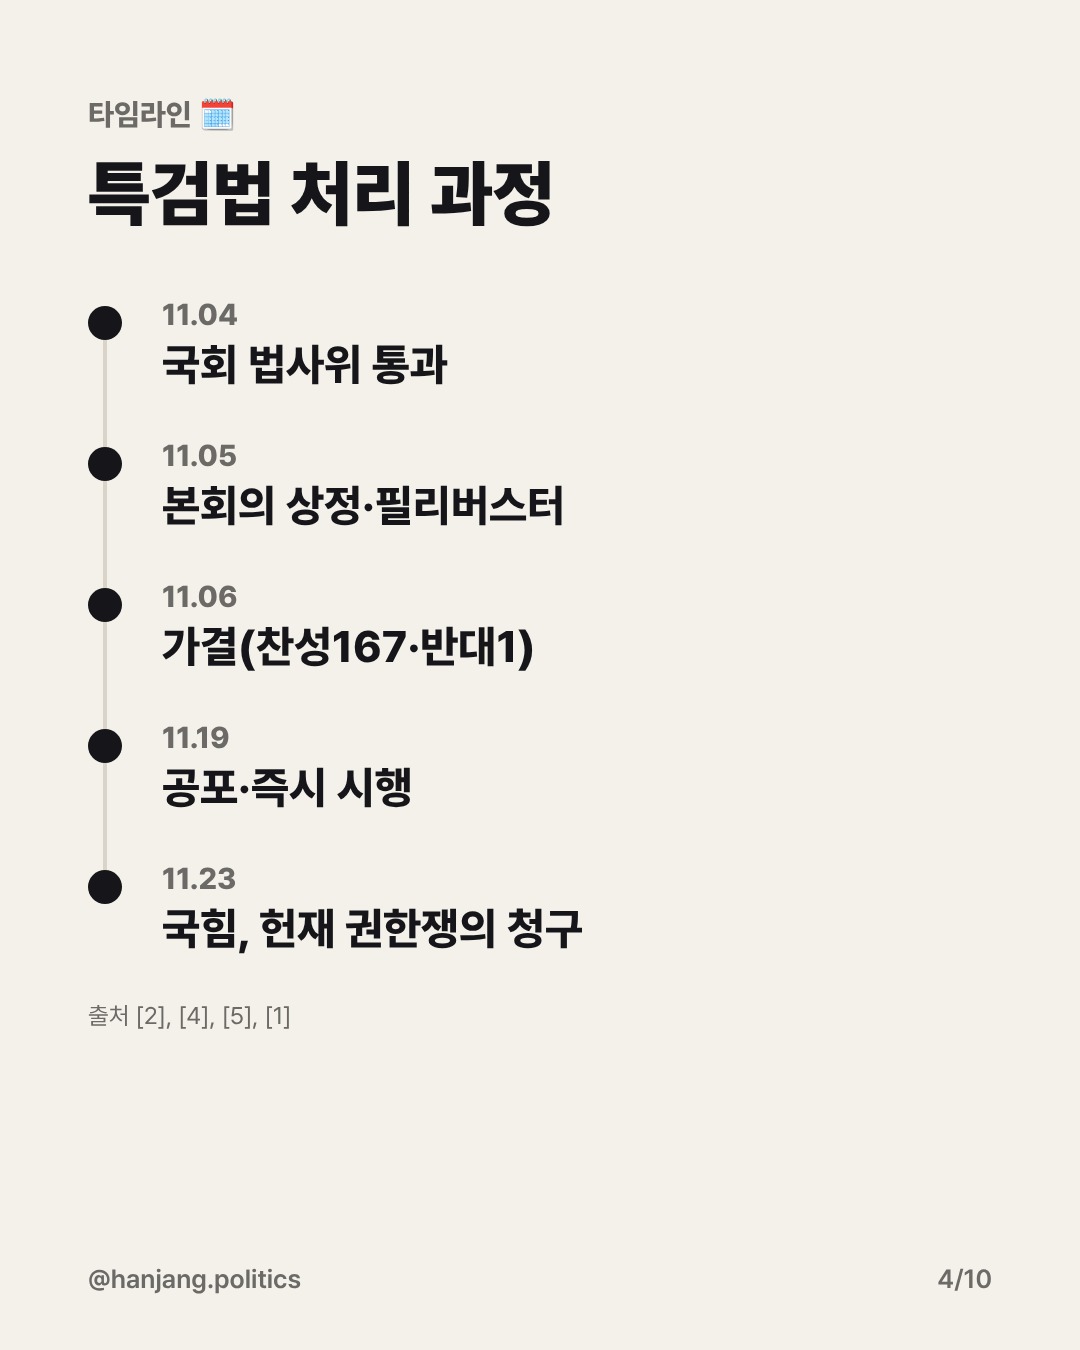 타임라인 🗓️
특검법 처리 과정
11.04
국회 법사위 통과
11.05
본회의 상정·필리버스터
11.06
가결(찬성167·반대1)
11.19
공포·즉시 시행
11.23
국힘, 헌재 권한쟁의 청구
출처 [2], [4], [5], [1]
@hanjang.politics
4/10